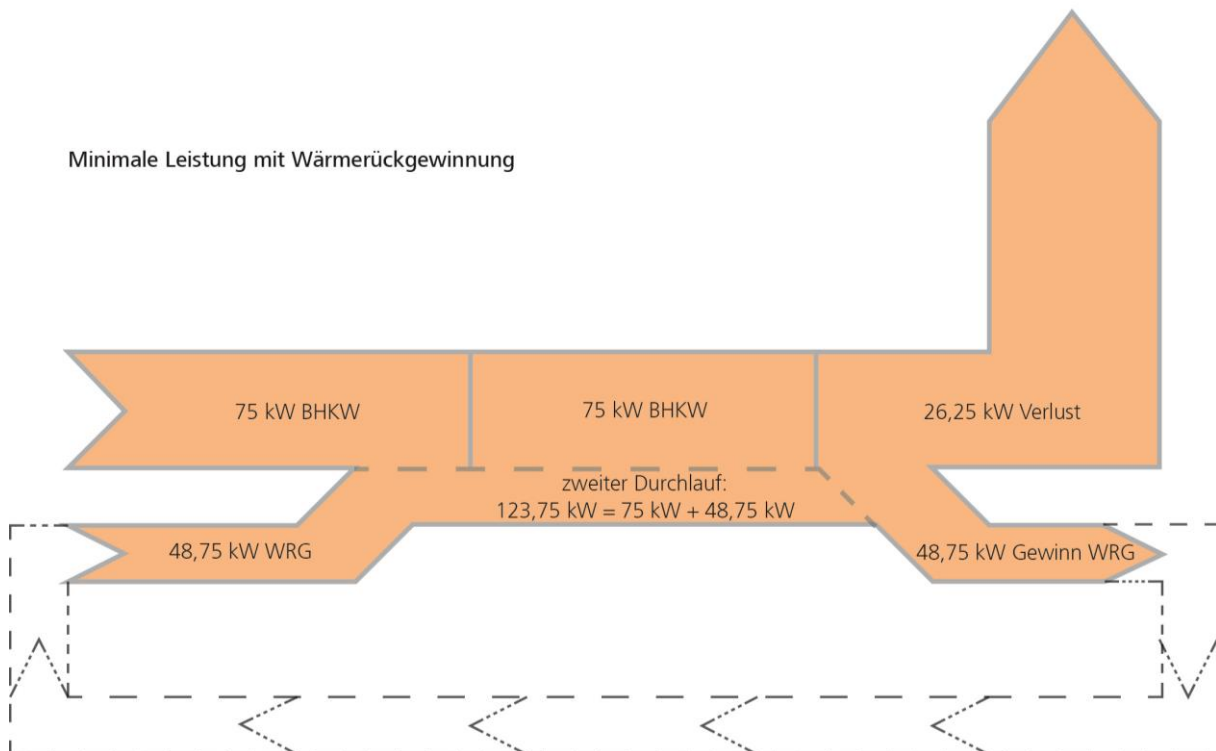 Minimale Leistung mit Wärmerückgewinnung
75 kW BHKW
75 kW BHKW
26,25 kW Verlust
zweiter Durchlauf:
123,75 kW = 75 kW + 48,75 kW
48,75 kW WRG
48,75 kW Gewinn WRG